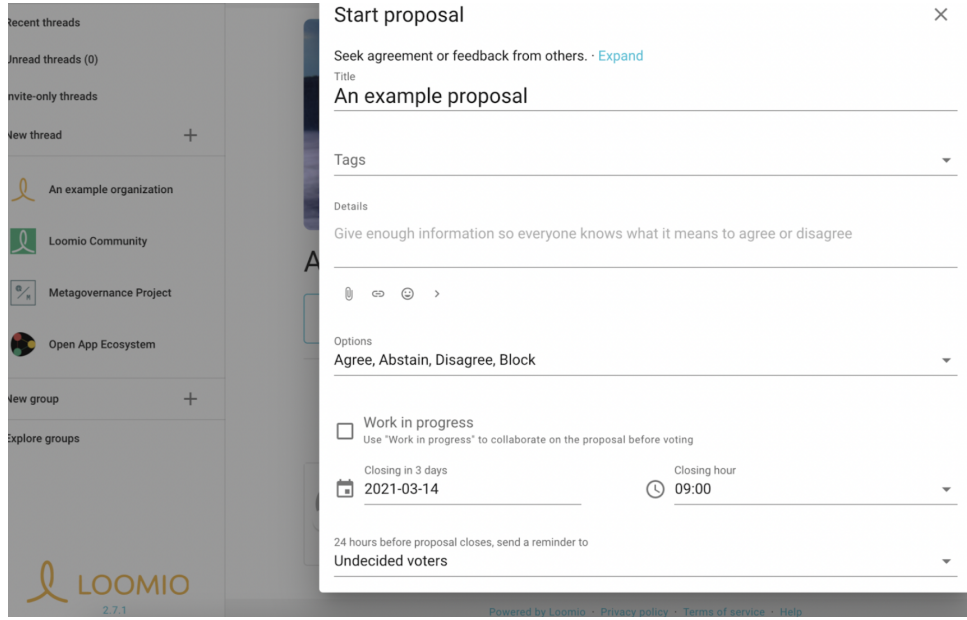 Recent threads
Unread threads (0)
nvite-only threads
New thread
An example organization
Loomio Community
Metagovernance Project
Open App Ecosystem
New group
Explore groups
LOOMIO
2.7.1
A
Start proposal
Seek agreement or feedback from others. · Expand
Title
An example proposal
Tags
Details
Give enough information so everyone knows what it means to agree or disagree
Options
Agree, Abstain, Disagree, Block
Work in progress
Use "Work in progress" to collaborate on the proposal before voting
Closing in 3 days
2021-03-14
Closing hour
09:00
24 hours before proposal closes, send a reminder to
Undecided voters
Powered by Loomio · Privacy policy · Terms of service · Help